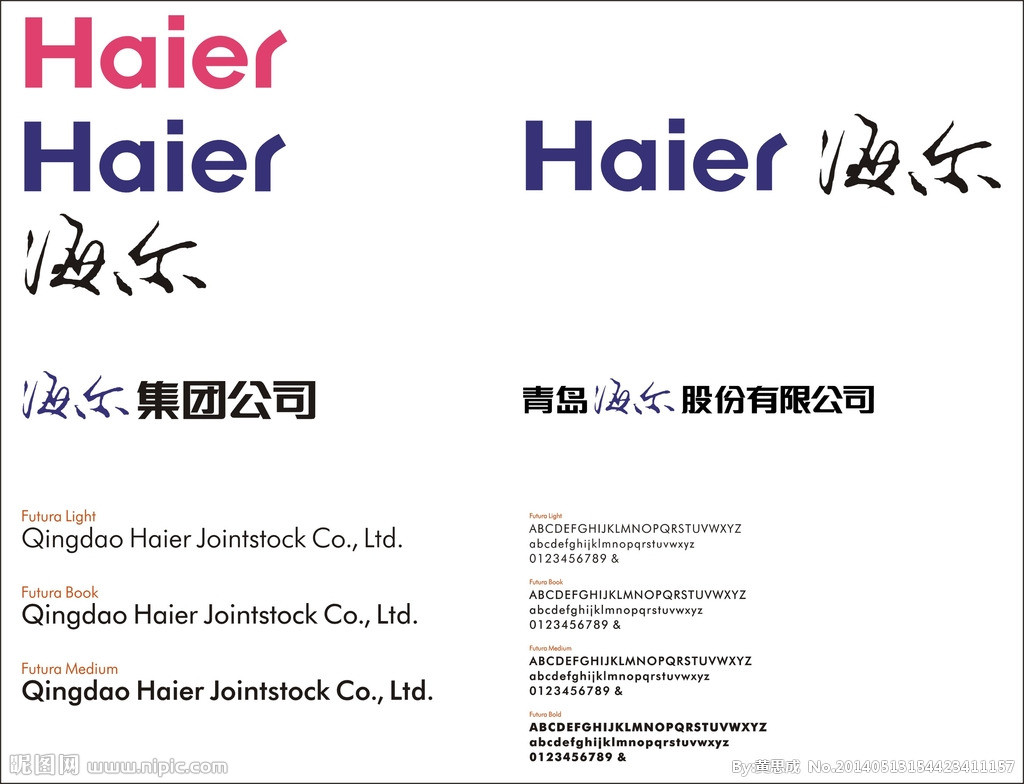 Haier
Haier
海尔
Haier 海尔
海尔集团公司
青岛海尔股份有限公司
Futura Light
Qingdao Haier Jointstock Co., Ltd.
Futura Book
Qingdao Haier Jointstock Co., Ltd.
Futura Medium
Qingdao Haier Jointstock Co., Ltd.
Futura Light
ABCDEFGHIJKLMNOPQRSTUVWXYZ
abcdefghijklmnopqrstuvwxyz
0123456789 &
Futura Book
ABCDEFGHIJKLMNOPQRSTUVWXYZ
abcdefghijklmnopqrstuvwxyz
0123456789 &
Futura Medium
ABCDEFGHIJKLMNOPQRSTUVWXYZ
abcdefghijklmnopqrstuvwxyz
0123456789 &
Futura Bold
ABCDEFGHIJKLMNOPQRSTUVWXYZ
abcdefghijklmnopqrstuvwxyz
0123456789 &
昵图网 www.nipic.com
By:黄思成 No.20140513154423411157